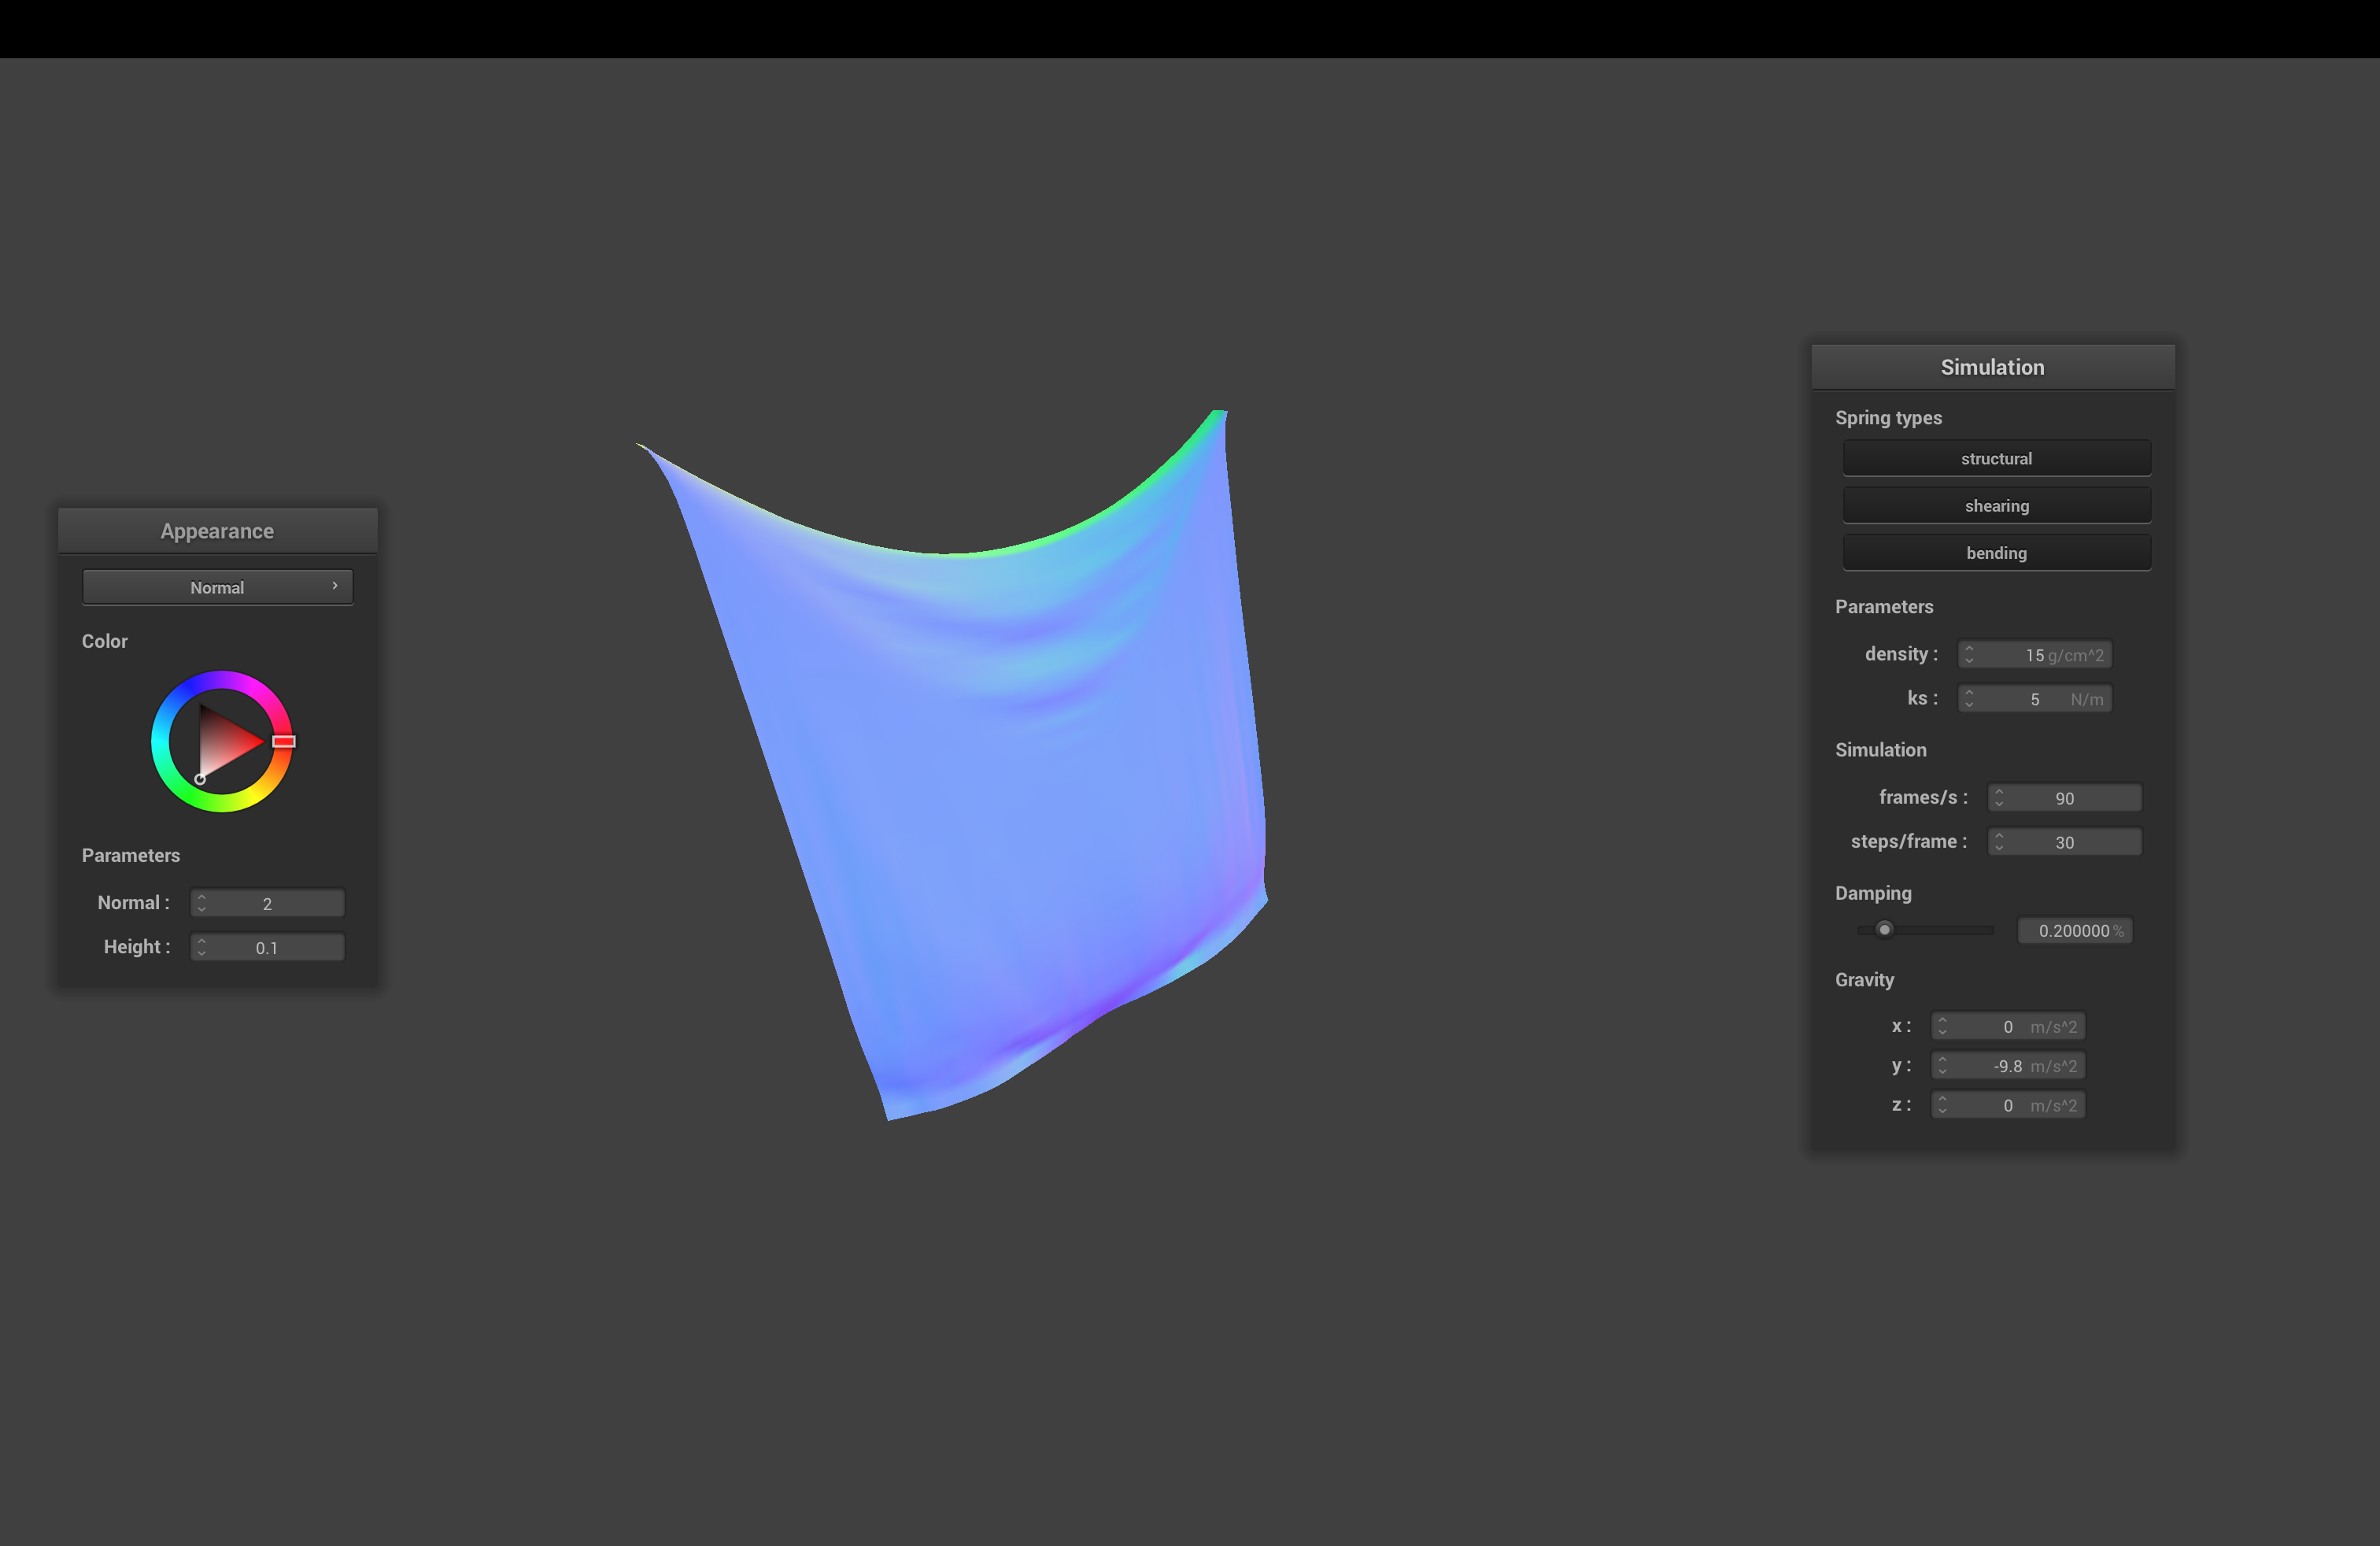 Appearance
Normal
Color
Parameters
Normal : 2
Height : 0.1
Simulation
Spring types
structural
shearing
bending
Parameters
density : 15 g/cm^2
ks : 5 N/m
Simulation
frames/s : 90
steps/frame : 30
Damping
0.200000 %
Gravity
x : 0 m/s^2
y : -9.8 m/s^2
z : 0 m/s^2